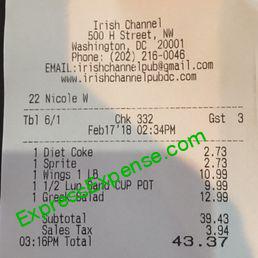 Irish Channel
500 H Street, NW
Washington, DC 20001
Phone: (202) 216-0046
EMAIL:irishchannelpub@gmail.com
www.irishchannelpubdc.com
22 Nicole W
Tbl 6/1 Chk 332 Gst 3
Feb17'18 02:34PM
1 Diet Coke 2.73
1 Sprite 2.73
1 Wings 1 LB 10.99
1 1/2 Lun Sand CUP POT 9.99
1 Greek Salad 12.99
Subtotal 39.43
Sales Tax 3.94
03:16PM Total 43.37
ExpressExpense.com